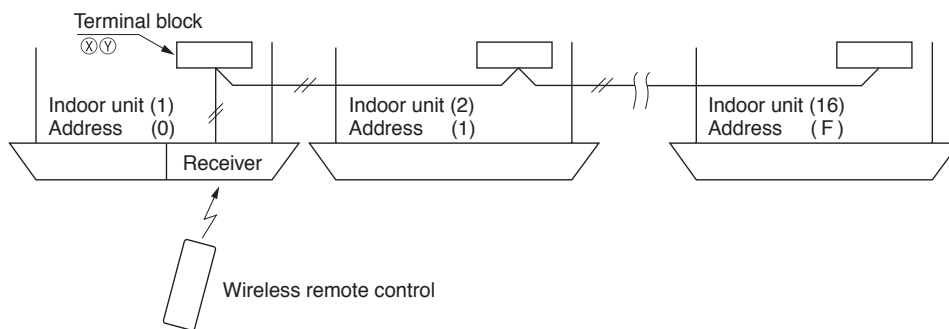 Terminal block
ⓍⓎ
Indoor unit (1)
Address (0)
Indoor unit (2)
Address (1)
Indoor unit (16)
Address ( F )
Receiver
Wireless remote control